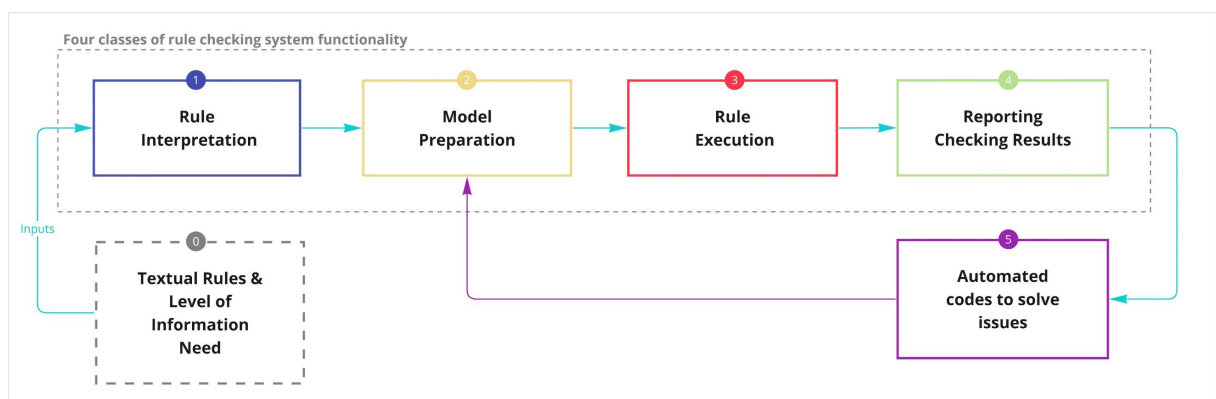 Four classes of rule checking system functionality
1
Rule
Interpretation
2
Model
Preparation
3
Rule
Execution
4
Reporting
Checking Results
Inputs
0
Textual Rules &
Level of
Information
Need
5
Automated
codes to solve
issues